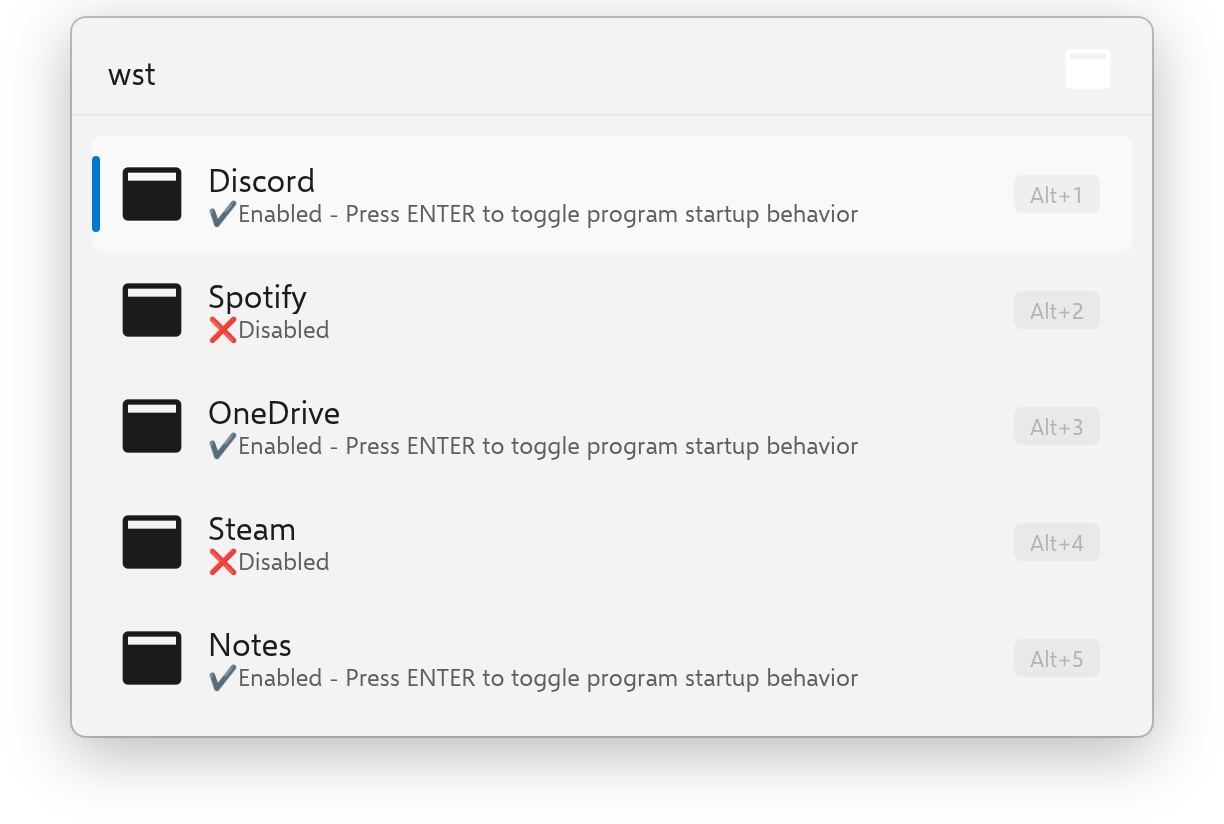 wst
Discord
Alt+1
✔Enabled - Press ENTER to toggle program startup behavior
Spotify
Alt+2
❌Disabled
OneDrive
Alt+3
✔Enabled - Press ENTER to toggle program startup behavior
Steam
Alt+4
❌Disabled
Notes
Alt+5
✔Enabled - Press ENTER to toggle program startup behavior